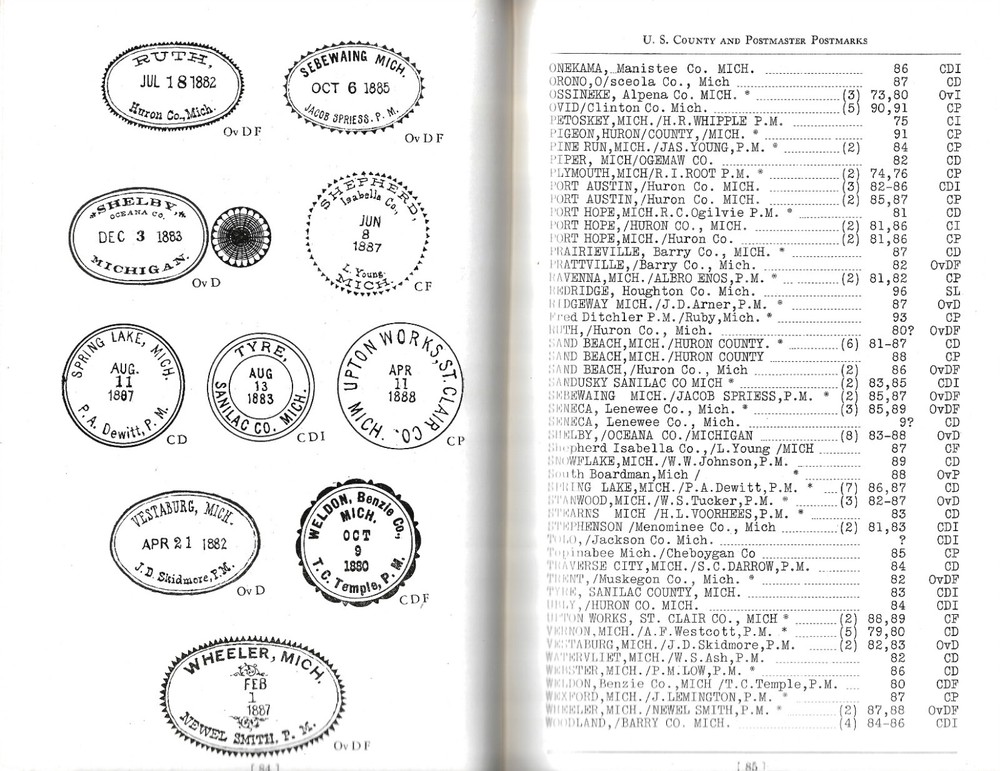 RUTH,
JUL 18 1882
Huron Co., Mich.
OvDF
SEBEWAING MICH.
OCT 6 1885
JACOB SPRIESS. P. M.
OvDF
SHELBY,
OCEANA CO.
DEC 3 1883
MICHIGAN.
OvD
SHEPHERD,
Isabella Co.,
JUN
8
1887
L. Young
MICH.
CF
SPRING LAKE, MICH.
AUG.
11
1887
P. A. Dewitt, P. M.
CD
TYRE,
AUG
13
1883
SANILAC CO. MICH.
CDI
UPTON WORKS, ST. CLAIR CO.,
APR
11
1888
MICH.
CP
VESTABURG, MICH.
APR 21 1882
J. D. Skidmore, P. M.
OvD
WELDON, Benzie Co.,
MICH.
OCT
9
1880
T. C. Temple, P. M.
CDF
WHEELER, MICH.
FEB
1
1887
NEWEL SMITH. P. M.
OvDF
[ 84 ]
U. S. County and Postmaster Postmarks
ONEKAMA, Manistee Co. MICH. 86 CDI
ORONO,O/sceola Co., Mich 87 CD
OSSINEKE, Alpena Co. MICH. * (3) 73,80 OvI
OVID/Clinton Co. Mich. (5) 90,91 CP
PETOSKEY,MICH./H.R.WHIPPLE P.M. 75 CI
PIGEON,HURON/COUNTY,/MICH. * 91 CP
PINE RUN,MICH./JAS.YOUNG,P.M. * (2) 84 CP
PIPER, MICH/OGEMAW CO. 82 CD
PLYMOUTH,MICH/R.I.ROOT P.M. (2) 74,76 CP
PORT AUSTIN,/Huron Co. MICH. (3) 82-86 CDI
PORT AUSTIN,/Huron Co. MICH. (2) 85,87 CP
PORT HOPE,MICH.R.C.Ogilvie P.M. * 81 CD
PORT HOPE,/HURON CO., MICH. (2) 81,86 CI
PORT HOPE,MICH./Huron Co. (2) 81,86 CP
PRAIRIEVILLE, Barry Co., MICH. * 87 CD
PRATTVILLE,/Barry Co., Mich. 82 OvDF
RAVENNA,MICH./ALBRO ENOS,P.M. * (2) 81,82 CP
REDRIDGE, Houghton Co. MICH. 96 SL
RIDGEWAY MICH./J.D.Arner,P.M. * 87 OvD
Fred Ditchler P.M./Ruby,Mich. * 93 CP
RUTH,/Huron Co., Mich. 80? OvDF
SAND BEACH,MICH./HURON COUNTY. * (6) 81-87 CD
SAND BEACH,MICH./HURON COUNTY 88 CP
SAND BEACH,/Huron Co., Mich (2) 86 OvDF
SANDUSKY SANILAC CO MICH * (2) 83,85 CDI
SEBEWAING MICH./JACOB SPRIESS,P.M. * (2) 85,87 OvDF
SENECA, Lenewee Co., Mich. * (3) 85,89 OvDF
SENECA, Lenewee Co., Mich. 9? CD
SHELBY,/OCEANA CO./MICHIGAN (8) 83-88 OvD
Shepherd Isabella Co.,/L.Young /MICH 87 CF
SNOWFLAKE,MICH./W.W.Johnson,P.M. 89 CD
South Boardman,Mich / * 88 OvP
SPRING LAKE,MICH./P.A.Dewitt,P.M. * (7) 86,87 CD
STANWOOD,MICH./W.S.Tucker,P.M. * (3) 82-87 OvD
STEARNS MICH /H.L.VOORHEES,P.M. * 83 CD
STEPHENSON /Menominee Co., Mich (2) 81,83 CDI
TOLO,/Jackson Co. Mich. ? CDI
Topinabee Mich./Cheboygan Co 85 CP
TRAVERSE CITY,MICH./S.C.DARROW,P.M. 84 CD
TRENT,/Muskegon Co., Mich. * 82 OvDF
TYRE, SANILAC COUNTY, MICH. 83 CDI
UBLY,/HURON CO. MICH. 84 CDI
UPTON WORKS, ST. CLAIR CO., MICH * (2) 88,89 CF
VERNON,MICH./A.F.Westcott,P.M. * (5) 79,80 CD
VESTABURG,MICH./J.D.Skidmore,P.M. (2) 82,83 OvD
WATERVLIET,MICH./W.S.Ash,P.M. 82 CD
WEBSTER,MICH./P.M.LOW,P.M. * 86 CD
WELDON,Benzie Co.,MICH /T.C.Temple,P.M. 80 CDF
WEXFORD,MICH./J.LEMINGTON,P.M. * 87 CP
WHEELER,MICH./NEWEL SMITH,P.M. * (2) 87,88 OvDF
WOODLAND,/BARRY CO. MICH. (4) 84-86 CDI
[ 85 ]